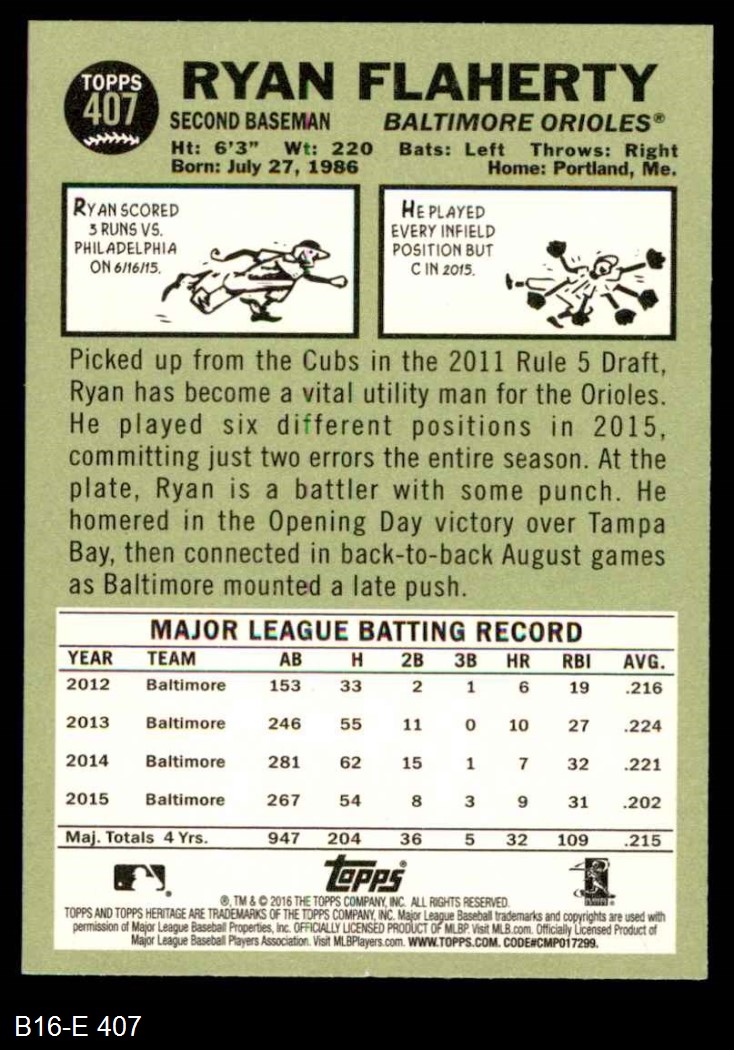 TOPPS
407
RYAN FLAHERTY
SECOND BASEMAN BALTIMORE ORIOLES®
Ht: 6'3" Wt: 220 Bats: Left Throws: Right
Born: July 27, 1986 Home: Portland, Me.
RYAN SCORED
3 RUNS VS.
PHILADELPHIA
ON 6/16/15.
HE PLAYED
EVERY INFIELD
POSITION BUT
C IN 2015.
Picked up from the Cubs in the 2011 Rule 5 Draft,
Ryan has become a vital utility man for the Orioles.
He played six different positions in 2015,
committing just two errors the entire season. At the
plate, Ryan is a battler with some punch. He
homered in the Opening Day victory over Tampa
Bay, then connected in back-to-back August games
as Baltimore mounted a late push.
MAJOR LEAGUE BATTING RECORD
YEAR TEAM AB H 2B 3B HR RBI AVG.
2012 Baltimore 153 33 2 1 6 19 .216
2013 Baltimore 246 55 11 0 10 27 .224
2014 Baltimore 281 62 15 1 7 32 .221
2015 Baltimore 267 54 8 3 9 31 .202
Maj. Totals 4 Yrs. 947 204 36 5 32 109 .215
Topps®
®, TM & © 2016 THE TOPPS COMPANY, INC. ALL RIGHTS RESERVED.
TOPPS AND TOPPS HERITAGE ARE TRADEMARKS OF THE TOPPS COMPANY, INC. Major League Baseball trademarks and copyrights are used with
permission of Major League Baseball Properties, Inc. OFFICIALLY LICENSED PRODUCT OF MLBP. Visit MLB.com. Officially Licensed Product of
Major League Baseball Players Association. Visit MLBPlayers.com. WWW.TOPPS.COM. CODE#CMP017299.
B16-E 407